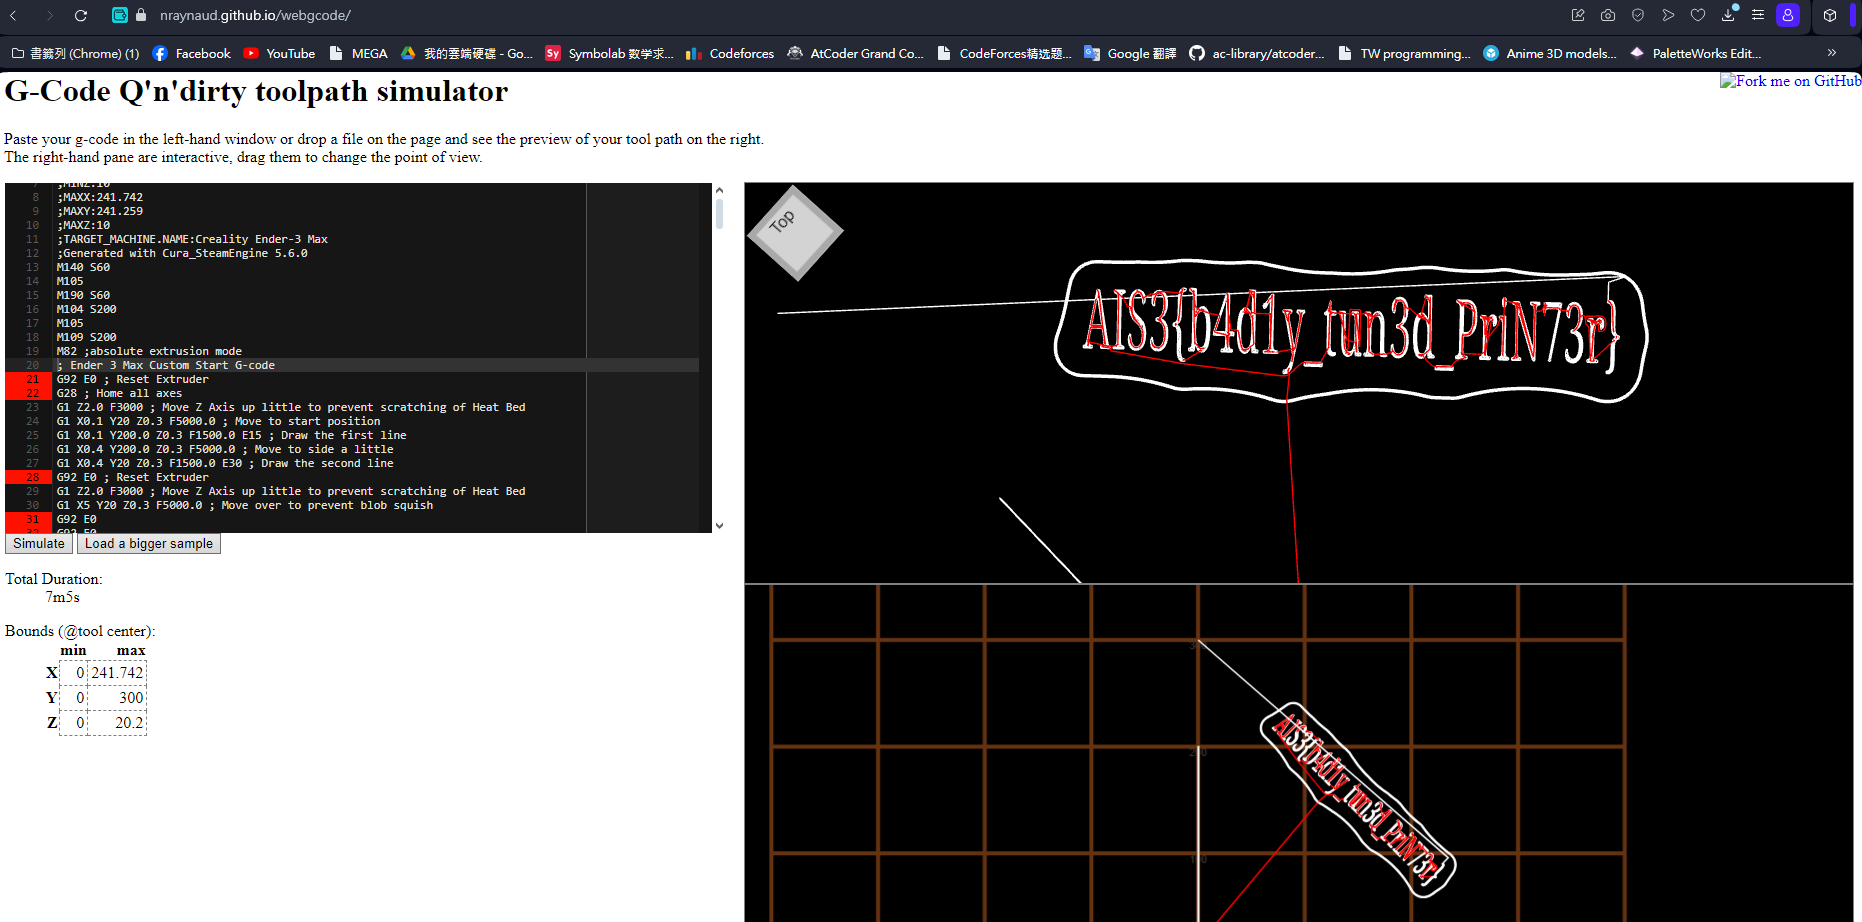 nraynaud.github.io/webgcode/
書籤列 (Chrome) (1) Facebook YouTube MEGA 我的雲端硬碟 - Go... Symbolab 数学求... Codeforces AtCoder Grand Co... CodeForces精选题... Google 翻譯 ac-library/atcoder... TW programming... Anime 3D models... PaletteWorks Edit... »
G-Code Q'n'dirty toolpath simulator
Fork me on GitHub
Paste your g-code in the left-hand window or drop a file on the page and see the preview of your tool path on the right.
The right-hand pane are interactive, drag them to change the point of view.
7 ;MINZ:10
8 ;MAXX:241.742
9 ;MAXY:241.259
10 ;MAXZ:10
11 ;TARGET_MACHINE.NAME:Creality Ender-3 Max
12 ;Generated with Cura_SteamEngine 5.6.0
13 M140 S60
14 M105
15 M190 S60
16 M104 S200
17 M105
18 M109 S200
19 M82 ;absolute extrusion mode
20 ; Ender 3 Max Custom Start G-code
21 G92 E0 ; Reset Extruder
22 G28 ; Home all axes
23 G1 Z2.0 F3000 ; Move Z Axis up little to prevent scratching of Heat Bed
24 G1 X0.1 Y20 Z0.3 F5000.0 ; Move to start position
25 G1 X0.1 Y200.0 Z0.3 F1500.0 E15 ; Draw the first line
26 G1 X0.4 Y200.0 Z0.3 F5000.0 ; Move to side a little
27 G1 X0.4 Y20 Z0.3 F1500.0 E30 ; Draw the second line
28 G92 E0 ; Reset Extruder
29 G1 Z2.0 F3000 ; Move Z Axis up little to prevent scratching of Heat Bed
30 G1 X5 Y20 Z0.3 F5000.0 ; Move over to prevent blob squish
31 G92 E0
32 G92 E0
Simulate Load a bigger sample
Total Duration:
7m5s
Bounds (@tool center):
min max
X 0 241.742
Y 0 300
Z 0 20.2
Top
AIS3{b4d1y_tun3d_PriN73r}
AIS3{b4d1y_tun3d_PriN73r}